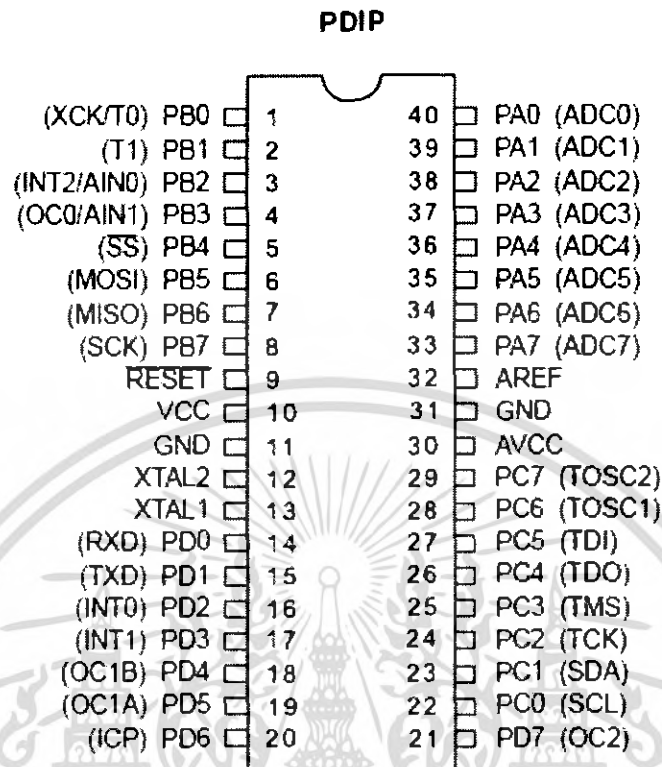 PDIP
(XCK/T0) PB0 1 40 PA0 (ADC0)
(T1) PB1 2 39 PA1 (ADC1)
(INT2/AIN0) PB2 3 38 PA2 (ADC2)
(OC0/AIN1) PB3 4 37 PA3 (ADC3)
(S̅S̅) PB4 5 36 PA4 (ADC4)
(MOSI) PB5 6 35 PA5 (ADC5)
(MISO) PB6 7 34 PA6 (ADC6)
(SCK) PB7 8 33 PA7 (ADC7)
R̅E̅S̅E̅T̅ 9 32 AREF
VCC 10 31 GND
GND 11 30 AVCC
XTAL2 12 29 PC7 (TOSC2)
XTAL1 13 28 PC6 (TOSC1)
(RXD) PD0 14 27 PC5 (TDI)
(TXD) PD1 15 26 PC4 (TDO)
(INT0) PD2 16 25 PC3 (TMS)
(INT1) PD3 17 24 PC2 (TCK)
(OC1B) PD4 18 23 PC1 (SDA)
(OC1A) PD5 19 22 PC0 (SCL)
(ICP) PD6 20 21 PD7 (OC2)